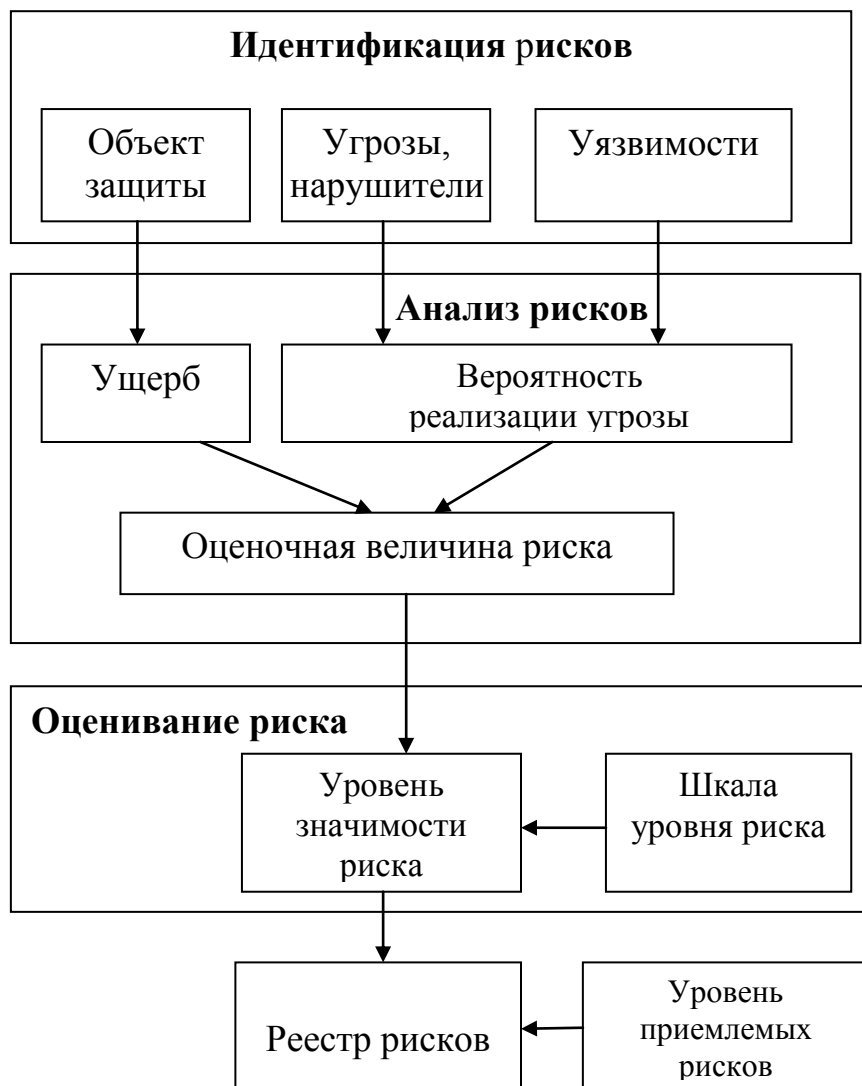 Идентификация рисков
Объект
защиты
Угрозы,
нарушители
Уязвимости
Анализ рисков
Ущерб
Вероятность
реализации угрозы
Оценочная величина риска
Оценивание риска
Уровень
значимости
риска
Шкала
уровня риска
Реестр рисков
Уровень
приемлемых
рисков